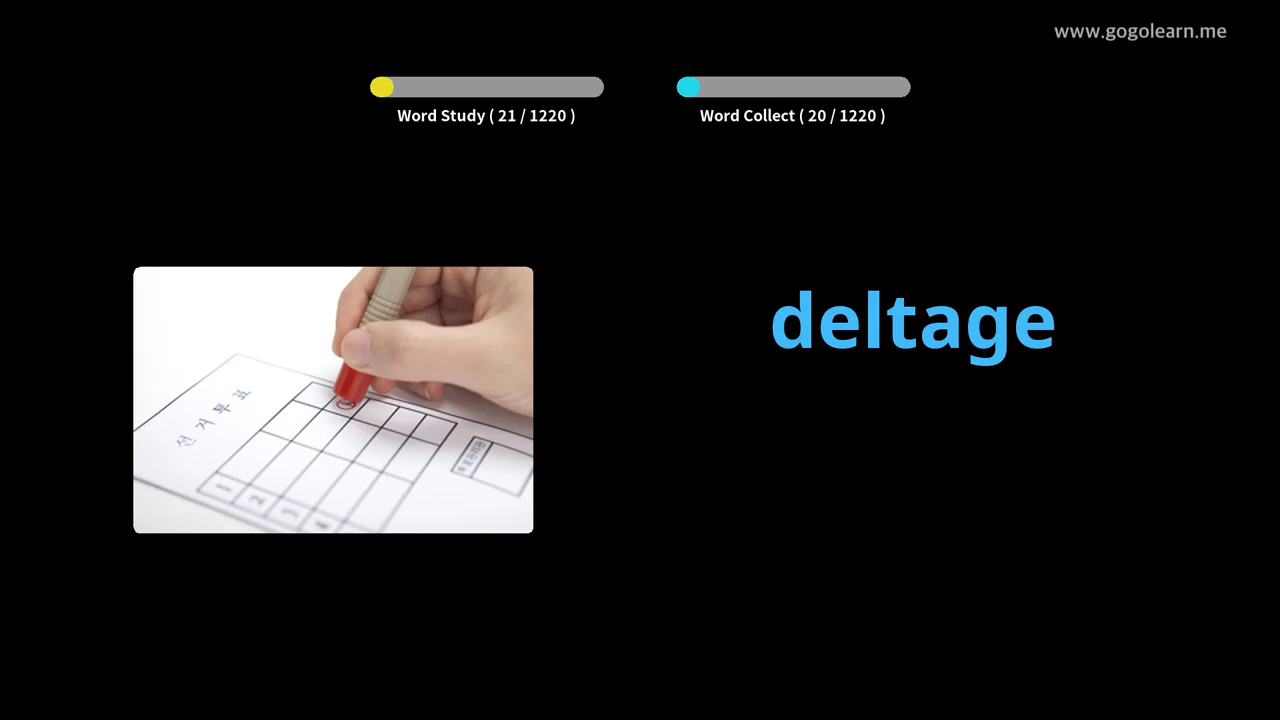 www.gogolearn.me
Word Study ( 21 / 1220 )
Word Collect ( 20 / 1220 )
deltage
선 거 투 표
1
2
3
4